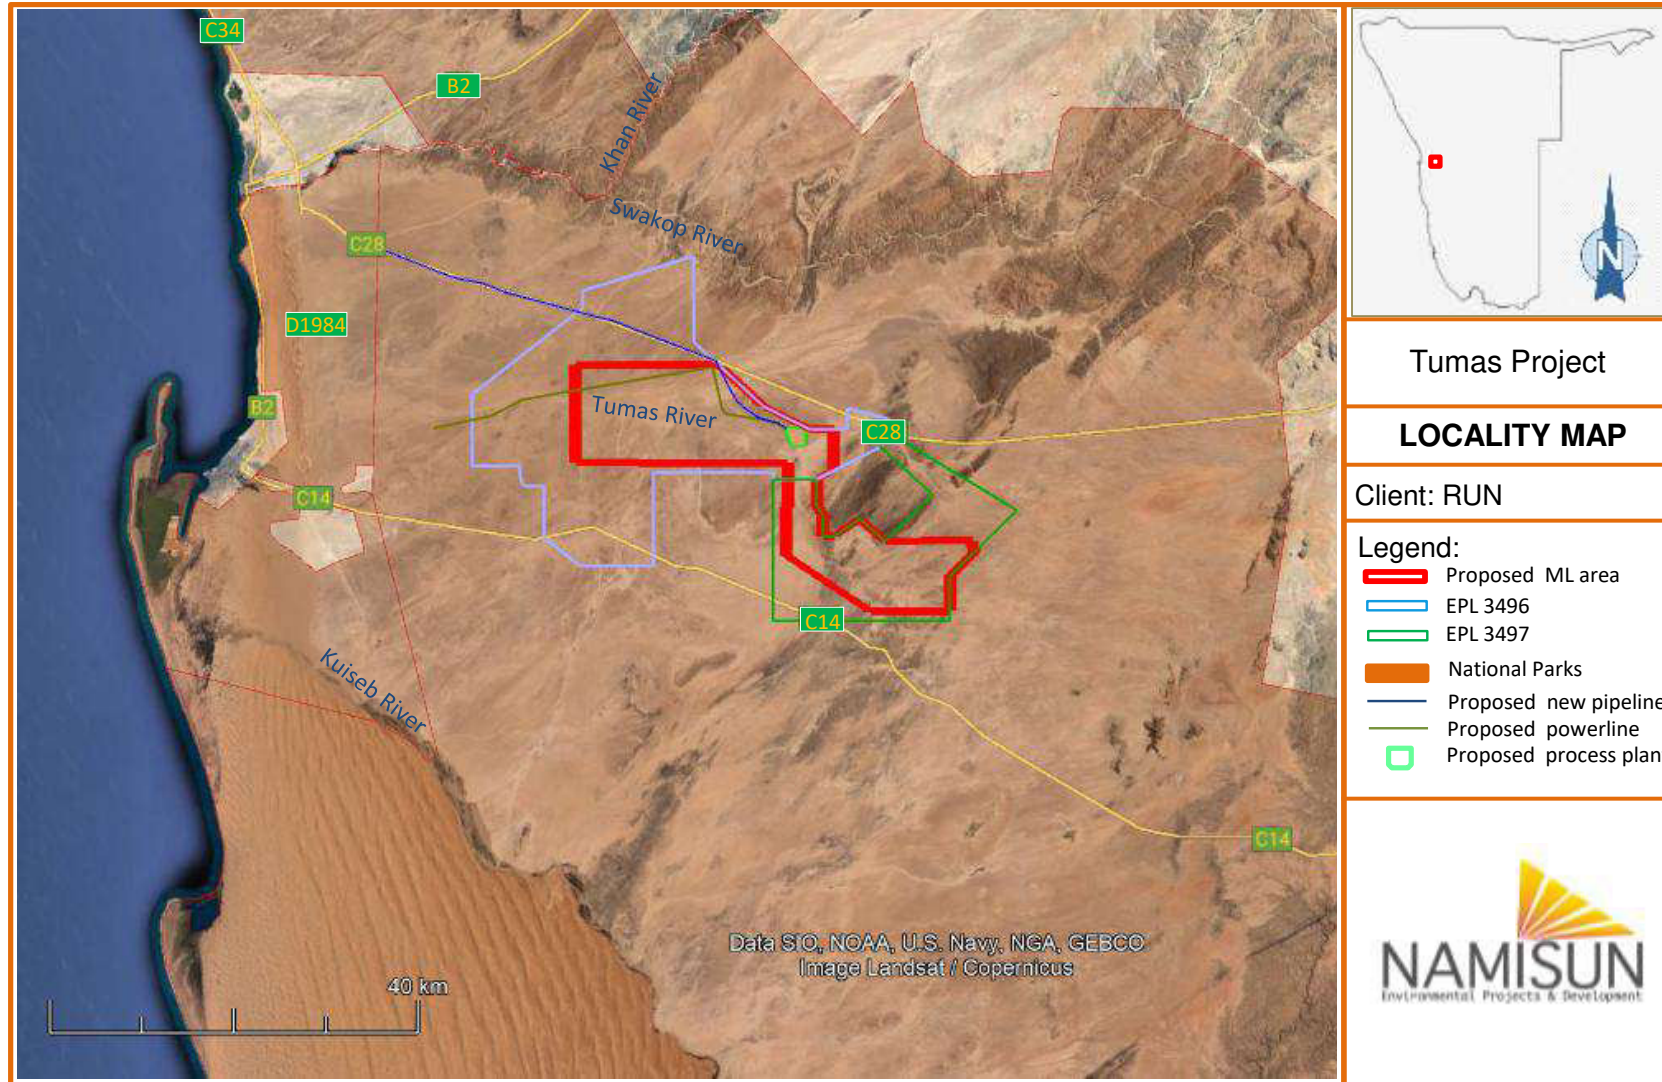 C34
B2
Khan River
Swakop River
C28
D1984
B2
Tumas River
C28
C14
C14
Kuiseb River
C14
Data SIO, NOAA, U.S. Navy, NGA, GEBCO
Image Landsat / Copernicus
40 km
N
Tumas Project
LOCALITY MAP
Client: RUN
Legend:
Proposed ML area
EPL 3496
EPL 3497
National Parks
Proposed new pipeline
Proposed powerline
Proposed process plan
NAMISUN
Environmental Projects & Development